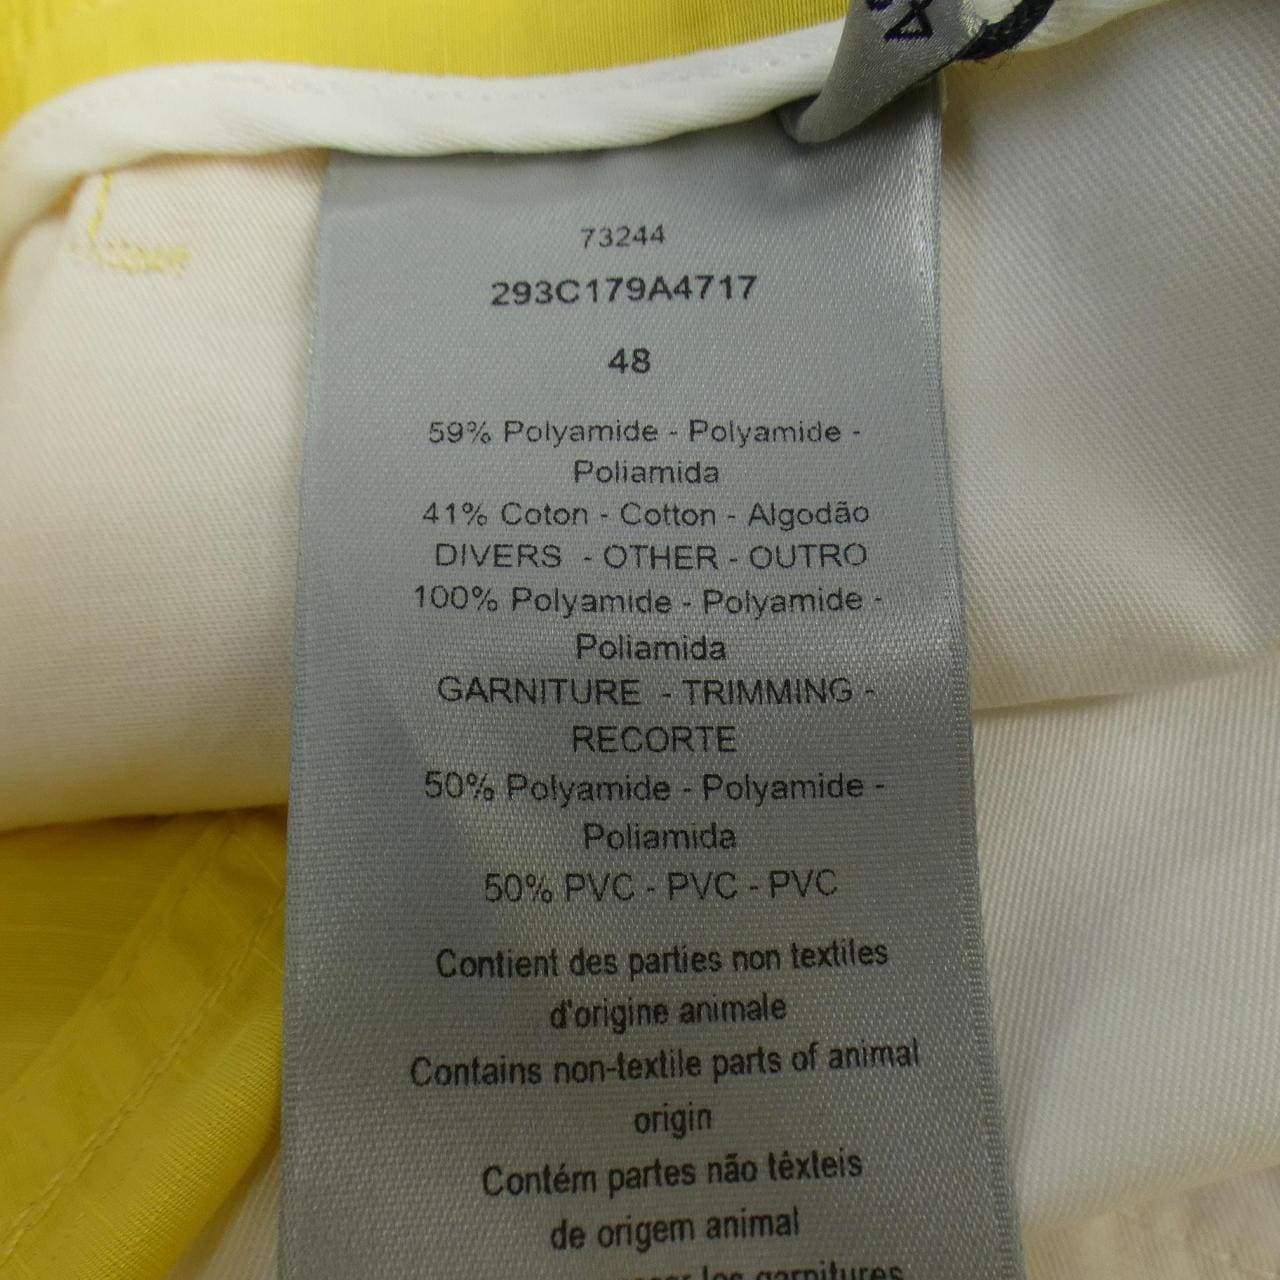 73244
293C179A4717
48
59% Polyamide - Polyamide -
Poliamida
41% Coton - Cotton - Algodão
DIVERS - OTHER - OUTRO
100% Polyamide - Polyamide -
Poliamida
GARNITURE - TRIMMING -
RECORTE
50% Polyamide - Polyamide -
Poliamida
50% PVC - PVC - PVC
Contient des parties non textiles
d'origine animale
Contains non-textile parts of animal
origin
Contém partes não têxteis
de origem animal
les garnitures